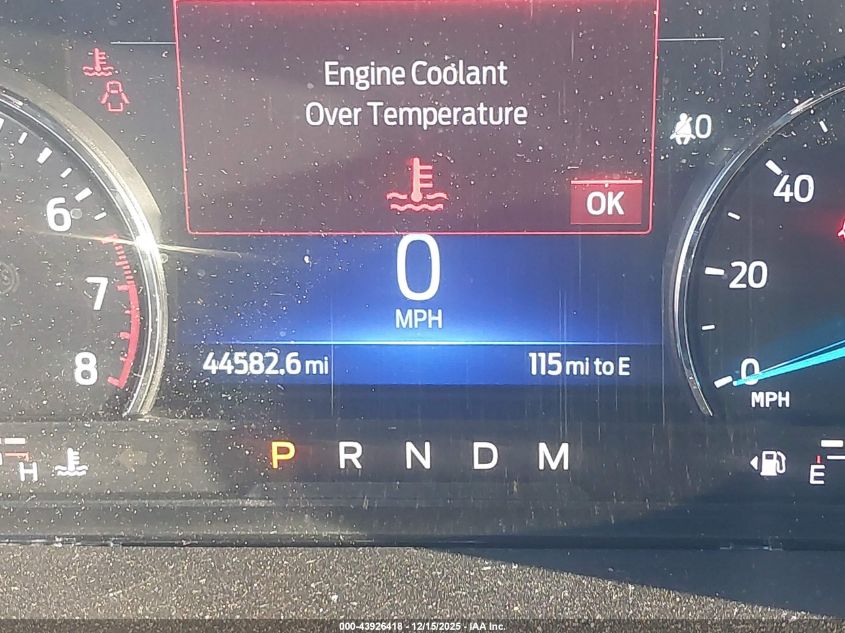 Engine Coolant
Over Temperature
OK
40
6
7
8
0
MPH
44582.6 mi
115 mi to E
40
20
0
MPH
H
P R N D M
E
000-43926418 - 12/15/2025 - IAA Inc.